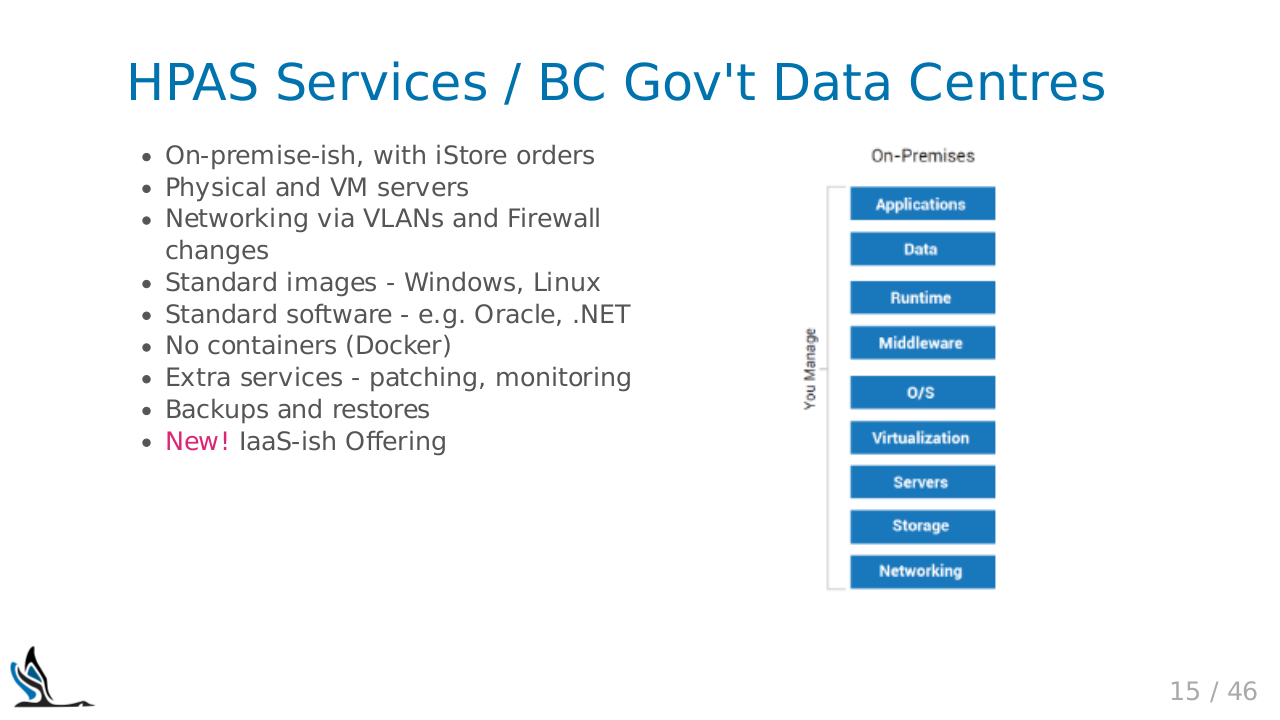 HPAS Services / BC Gov't Data Centres
• On-premise-ish, with iStore orders
• Physical and VM servers
• Networking via VLANs and Firewall
changes
• Standard images - Windows, Linux
• Standard software - e.g. Oracle, .NET
• No containers (Docker)
• Extra services - patching, monitoring
• Backups and restores
• New! IaaS-ish Offering
On-Premises
You Manage
Applications
Data
Runtime
Middleware
O/S
Virtualization
Servers
Storage
Networking
15 / 46